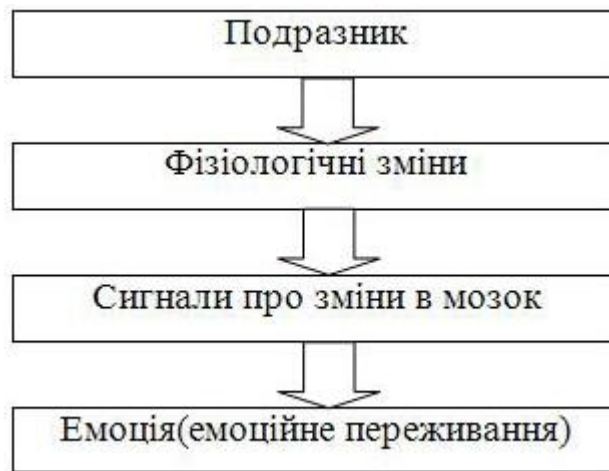 Подразник
Фізіологічні зміни
Сигнали про зміни в мозок
Емоція(емоційне переживання)